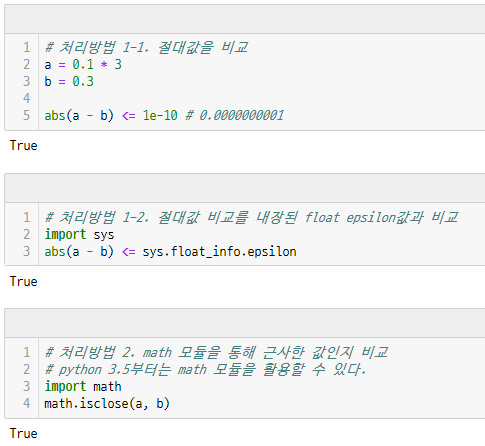 1 # 처리방법 1-1. 절대값을 비교
2 a = 0.1 * 3
3 b = 0.3
4
5 abs(a - b) <= 1e-10 # 0.0000000001
True
1 # 처리방법 1-2. 절대값 비교를 내장된 float epsilon값과 비교
2 import sys
3 abs(a - b) <= sys.float_info.epsilon
True
1 # 처리방법 2. math 모듈을 통해 근사한 값인지 비교
2 # python 3.5부터는 math 모듈을 활용할 수 있다.
3 import math
4 math.isclose(a, b)
True